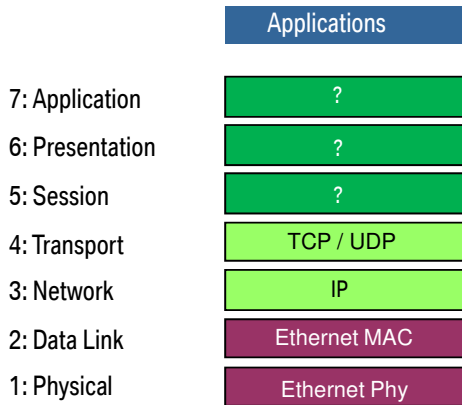 Applications
7: Application ?
6: Presentation ?
5: Session ?
4: Transport TCP / UDP
3: Network IP
2: Data Link Ethernet MAC
1: Physical Ethernet Phy